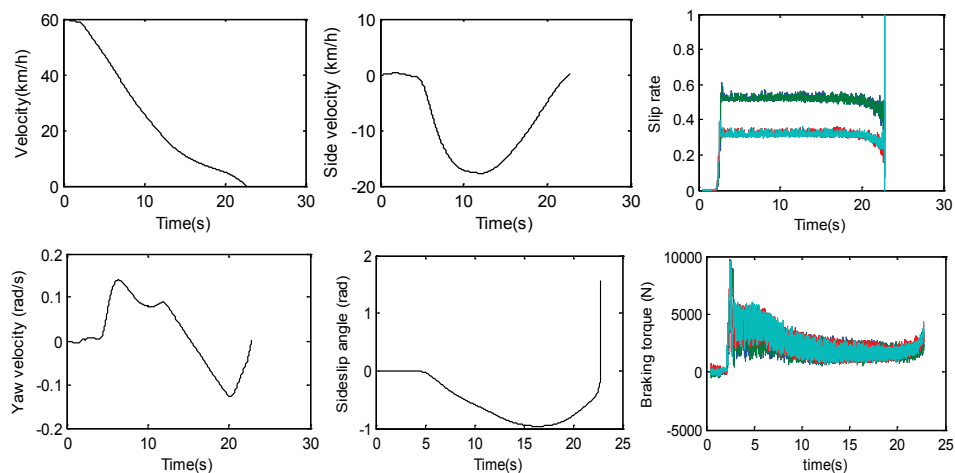 Velocity(km/h)
60
40
20
0
0 10 20 30
Time(s)
Side velocity (km/h)
10
0
-10
-20
0 10 20 30
Time(s)
Slip rate
1
0.8
0.6
0.4
0.2
0
0 10 20 30
Time(s)
Yaw velocity (rad/s)
0.2
0.1
0
-0.1
-0.2
0 10 20 30
Time(s)
Sideslip angle (rad)
2
1
0
-1
0 5 10 15 20 25
Time(s)
Braking torque (N)
10000
5000
0
-5000
0 5 10 15 20 25
time(s)